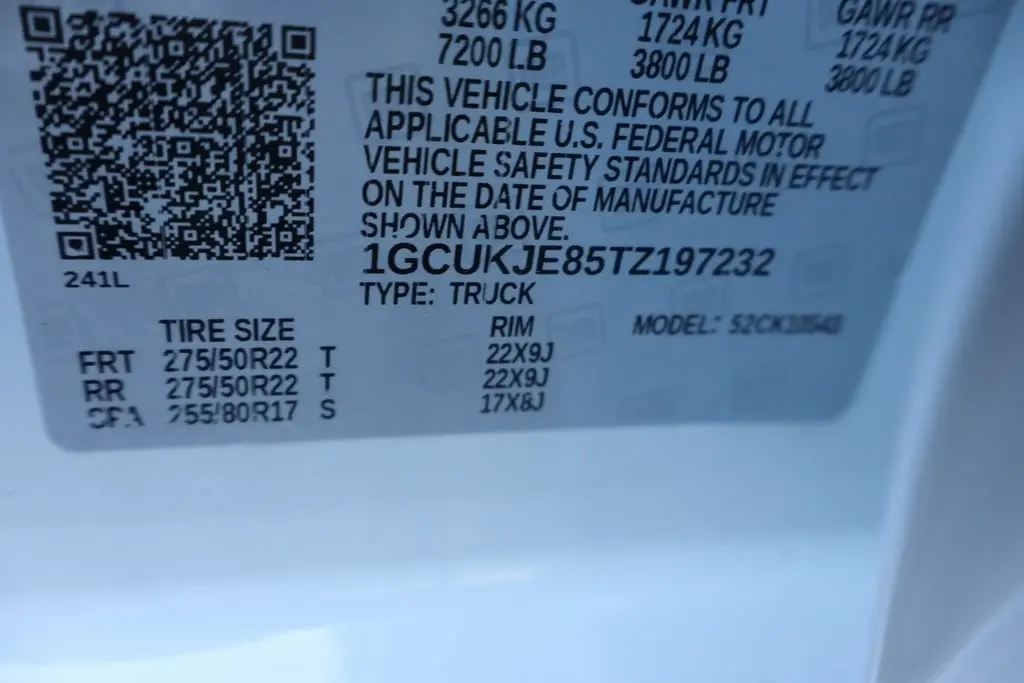 3266 KG 1724 KG GAWR RR
7200 LB 3800 LB 1724 KG
3800 LB
THIS VEHICLE CONFORMS TO ALL
APPLICABLE U.S. FEDERAL MOTOR
VEHICLE SAFETY STANDARDS IN EFFECT
ON THE DATE OF MANUFACTURE
SHOWN ABOVE.
1GCUKJE85TZ197232
241L
TYPE: TRUCK
TIRE SIZE RIM MODEL:
FRT 275/50R22 T 22X9J
RR 275/50R22 T 22X9J
255/80R17 S 17X8J